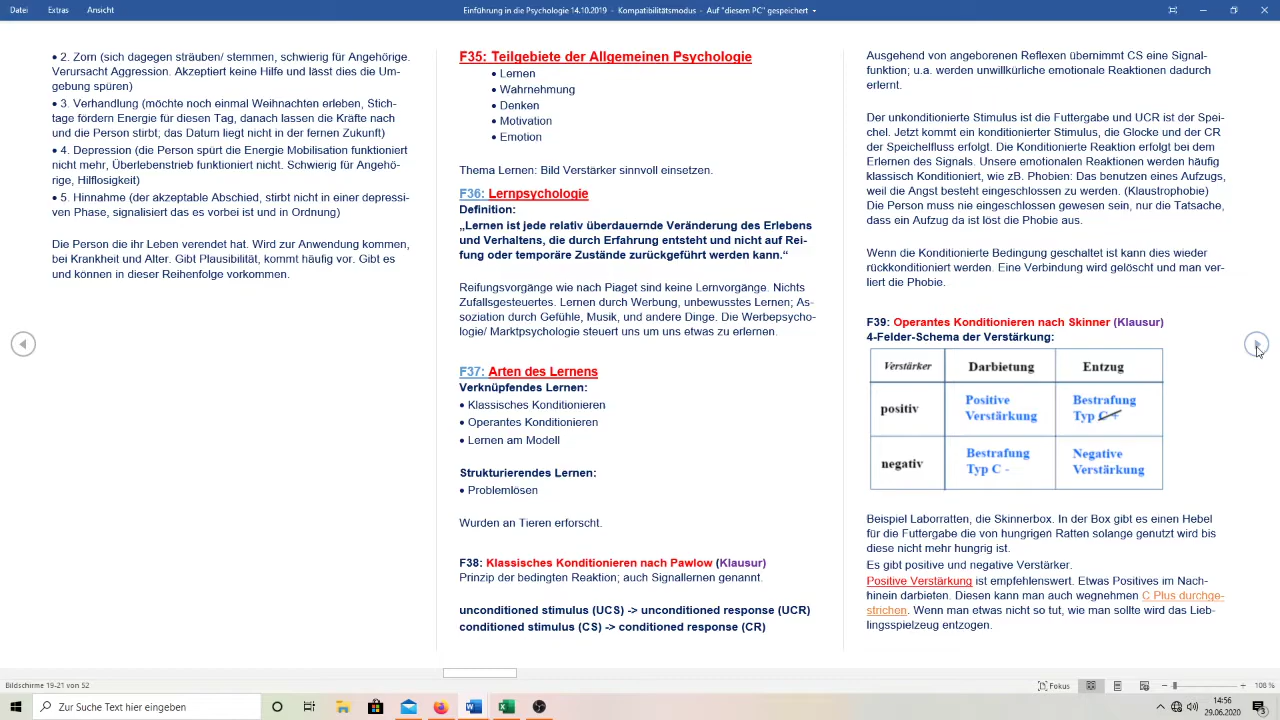 Datei Extras Ansicht
Einführung in die Psychologie 14.10.2019 - Kompatibilitätsmodus - Auf "diesem PC" gespeichert
• 2. Zorn (sich dagegen sträuben/ stemmen, schwierig für Angehörige.
Verursacht Aggression. Akzeptiert keine Hilfe und lässt dies die Um-
gebung spüren)
• 3. Verhandlung (möchte noch einmal Weihnachten erleben, Stich-
tage fördern Energie für diesen Tag, danach lassen die Kräfte nach
und die Person stirbt; das Datum liegt nicht in der fernen Zukunft)
• 4. Depression (die Person spürt die Energie Mobilisation funktioniert
nicht mehr, Überlebenstrieb funktioniert nicht. Schwierig für Angehö-
rige, Hilflosigkeit)
• 5. Hinnahme (der akzeptable Abschied, stirbt nicht in einer depressi-
ven Phase, signalisiert das es vorbei ist und in Ordnung)
Die Person die ihr Leben verendet hat. Wird zur Anwendung kommen,
bei Krankheit und Alter. Gibt Plausibilität, kommt häufig vor. Gibt es
und können in dieser Reihenfolge vorkommen.
F35: Teilgebiete der Allgemeinen Psychologie
• Lernen
• Wahrnehmung
• Denken
• Motivation
• Emotion
Thema Lernen: Bild Verstärker sinnvoll einsetzen.
F36: Lernpsychologie
Definition:
„Lernen ist jede relativ überdauernde Veränderung des Erlebens
und Verhaltens, die durch Erfahrung entsteht und nicht auf Rei-
fung oder temporäre Zustände zurückgeführt werden kann.“
Reifungsvorgänge wie nach Piaget sind keine Lernvorgänge. Nichts
Zufallsgesteuertes. Lernen durch Werbung, unbewusstes Lernen; As-
soziation durch Gefühle, Musik, und andere Dinge. Die Werbepsycho-
logie/ Marktpsychologie steuert uns um uns etwas zu erlernen.
F37: Arten des Lernens
Verknüpfendes Lernen:
• Klassisches Konditionieren
• Operantes Konditionieren
• Lernen am Modell
Strukturierendes Lernen:
• Problemlösen
Wurden an Tieren erforscht.
F38: Klassisches Konditionieren nach Pawlow (Klausur)
Prinzip der bedingten Reaktion; auch Signallernen genannt.
unconditioned stimulus (UCS) -> unconditioned response (UCR)
conditioned stimulus (CS) -> conditioned response (CR)
Ausgehend von angeborenen Reflexen übernimmt CS eine Signal-
funktion; u.a. werden unwillkürliche emotionale Reaktionen dadurch
erlernt.
Der unkonditionierte Stimulus ist die Futtergabe und UCR ist der Spei-
chel. Jetzt kommt ein konditionierter Stimulus, die Glocke und der CR
der Speichelfluss erfolgt. Die Konditionierte Reaktion erfolgt bei dem
Erlernen des Signals. Unsere emotionalen Reaktionen werden häufig
klassisch Konditioniert, wie zB. Phobien: Das benutzen eines Aufzugs,
weil die Angst besteht eingeschlossen zu werden. (Klaustrophobie)
Die Person muss nie eingeschlossen gewesen sein, nur die Tatsache,
dass ein Aufzug da ist löst die Phobie aus.
Wenn die Konditionierte Bedingung geschaltet ist kann dies wieder
rückkonditioniert werden. Eine Verbindung wird gelöscht und man ver-
liert die Phobie.
F39: Operantes Konditionieren nach Skinner (Klausur)
4-Felder-Schema der Verstärkung:
Verstärker Darbietung Entzug
positiv Positive Verstärkung Bestrafung Typ C +
negativ Bestrafung Typ C - Negative Verstärkung
Beispiel Laborratten, die Skinnerbox. In der Box gibt es einen Hebel
für die Futtergabe die von hungrigen Ratten solange genutzt wird bis
diese nicht mehr hungrig ist.
Es gibt positive und negative Verstärker.
Positive Verstärkung ist empfehlenswert. Etwas Positives im Nach-
hinein darbieten. Diesen kann man auch wegnehmen C Plus durchge-
strichen. Wenn man etwas nicht so tut, wie man sollte wird das Lieb-
lingsspielzeug entzogen.
Bildschirme 19-21 von 52
Fokus
108 %
Zur Suche Text hier eingeben
14:56
29.06.2020
3